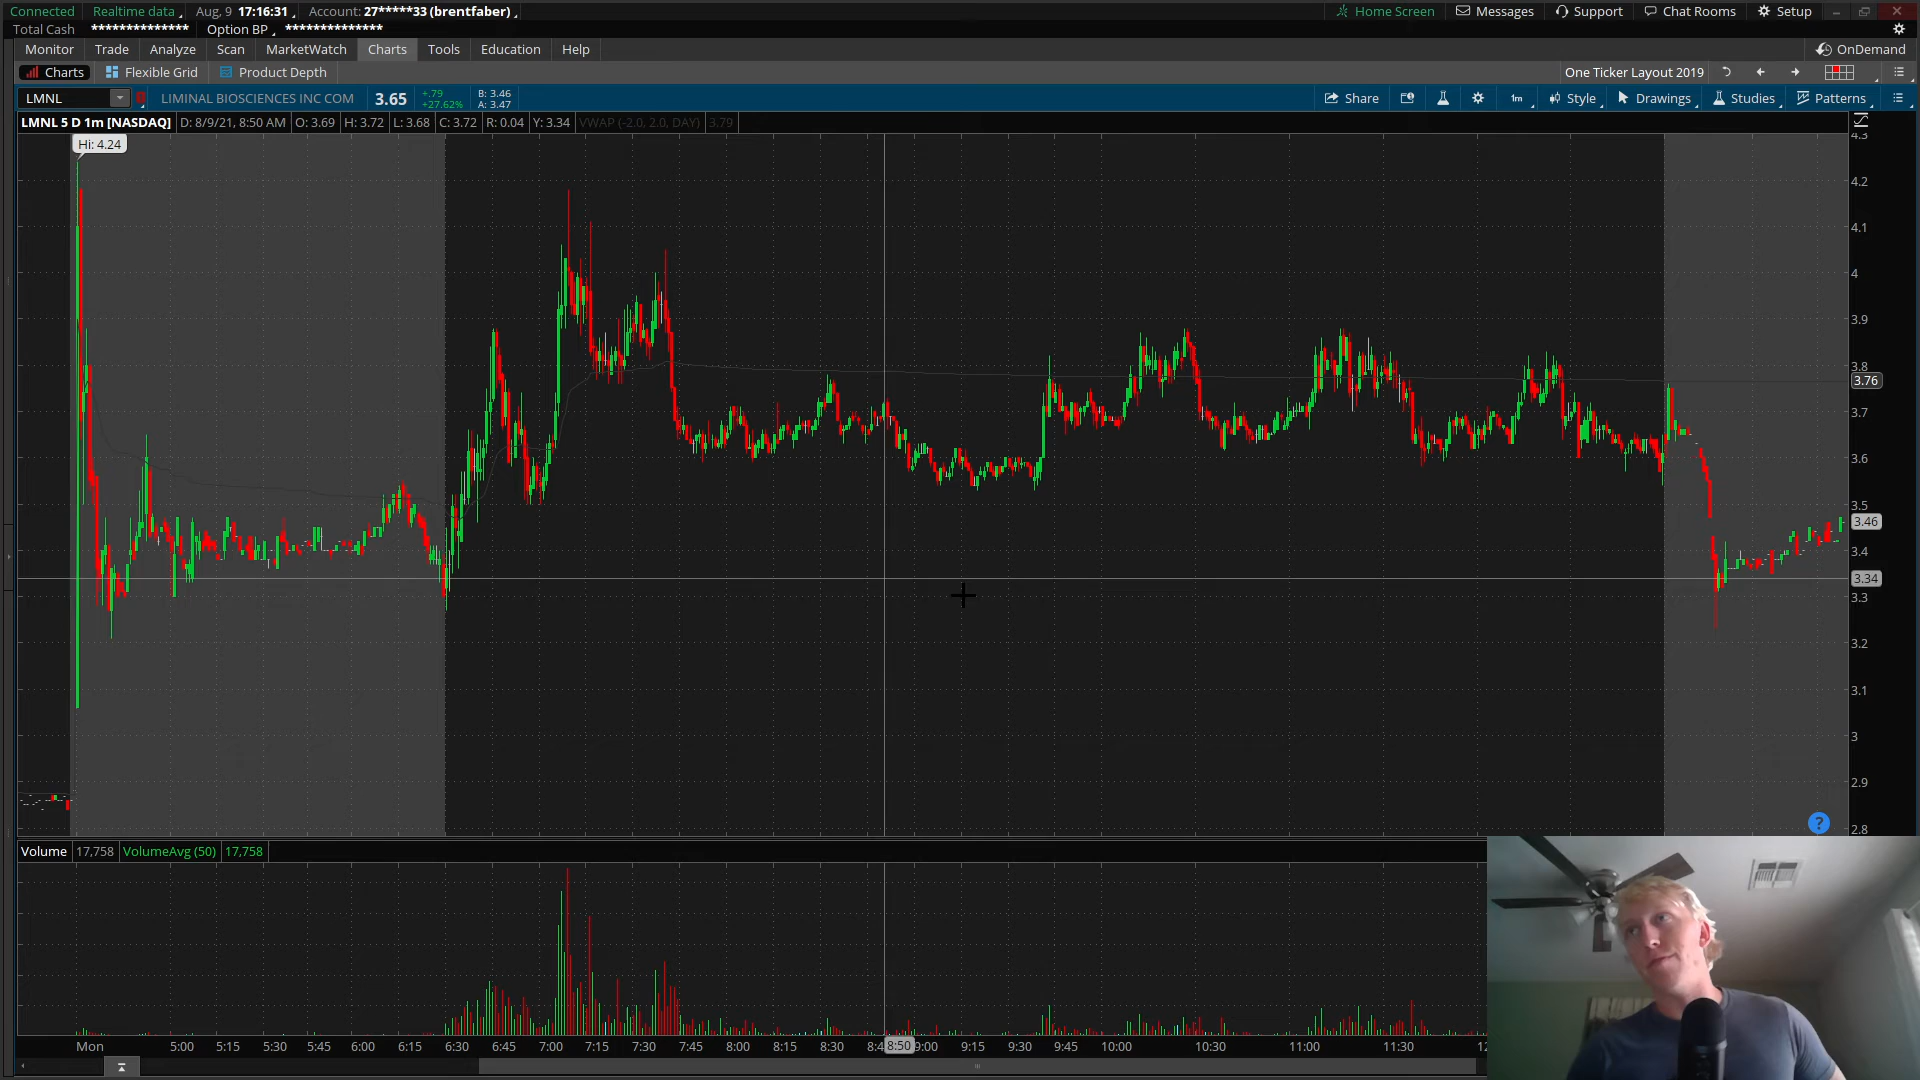 Connected Realtime data Aug, 9 17:16:31 Account: 27*****33 (brentfaber) Home Screen Messages Support Chat Rooms Setup
Total Cash ************** Option BP **************
Monitor Trade Analyze Scan MarketWatch Charts Tools Education Help OnDemand
Charts Flexible Grid Product Depth One Ticker Layout 2019
LMNL LIMINAL BIOSCIENCES INC COM 3.65 +.79 +27.62% B: 3.46 A: 3.47 Share 1m Style Drawings Studies Patterns
LMNL 5 D 1m [NASDAQ] D: 8/9/21, 8:50 AM O: 3.69 H: 3.72 L: 3.68 C: 3.72 R: 0.04 Y: 3.34 VWAP (-2.0, 2.0, DAY) 3.79
Hi: 4.24
4.3
4.2
4.1
4
3.9
3.8
3.76
3.7
3.6
3.5
3.46
3.4
3.34
3.3
3.2
3.1
3
2.9
2.8
?
Volume 17,758 VolumeAvg (50) 17,758
Mon 5:00 5:15 5:30 5:45 6:00 6:15 6:30 6:45 7:00 7:15 7:30 7:45 8:00 8:15 8:30 8:50 9:00 9:15 9:30 9:45 10:00 10:30 11:00 11:30